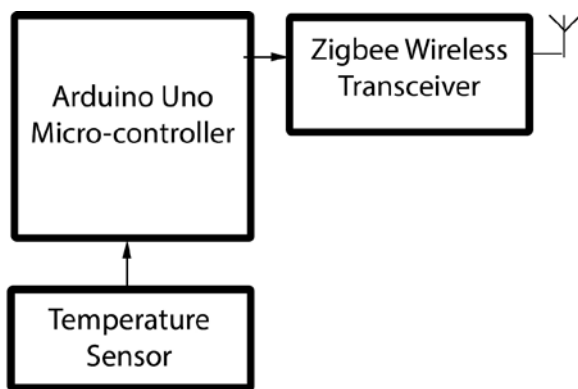 Arduino Uno
Micro-controller
Zigbee Wireless
Transceiver
Temperature
Sensor